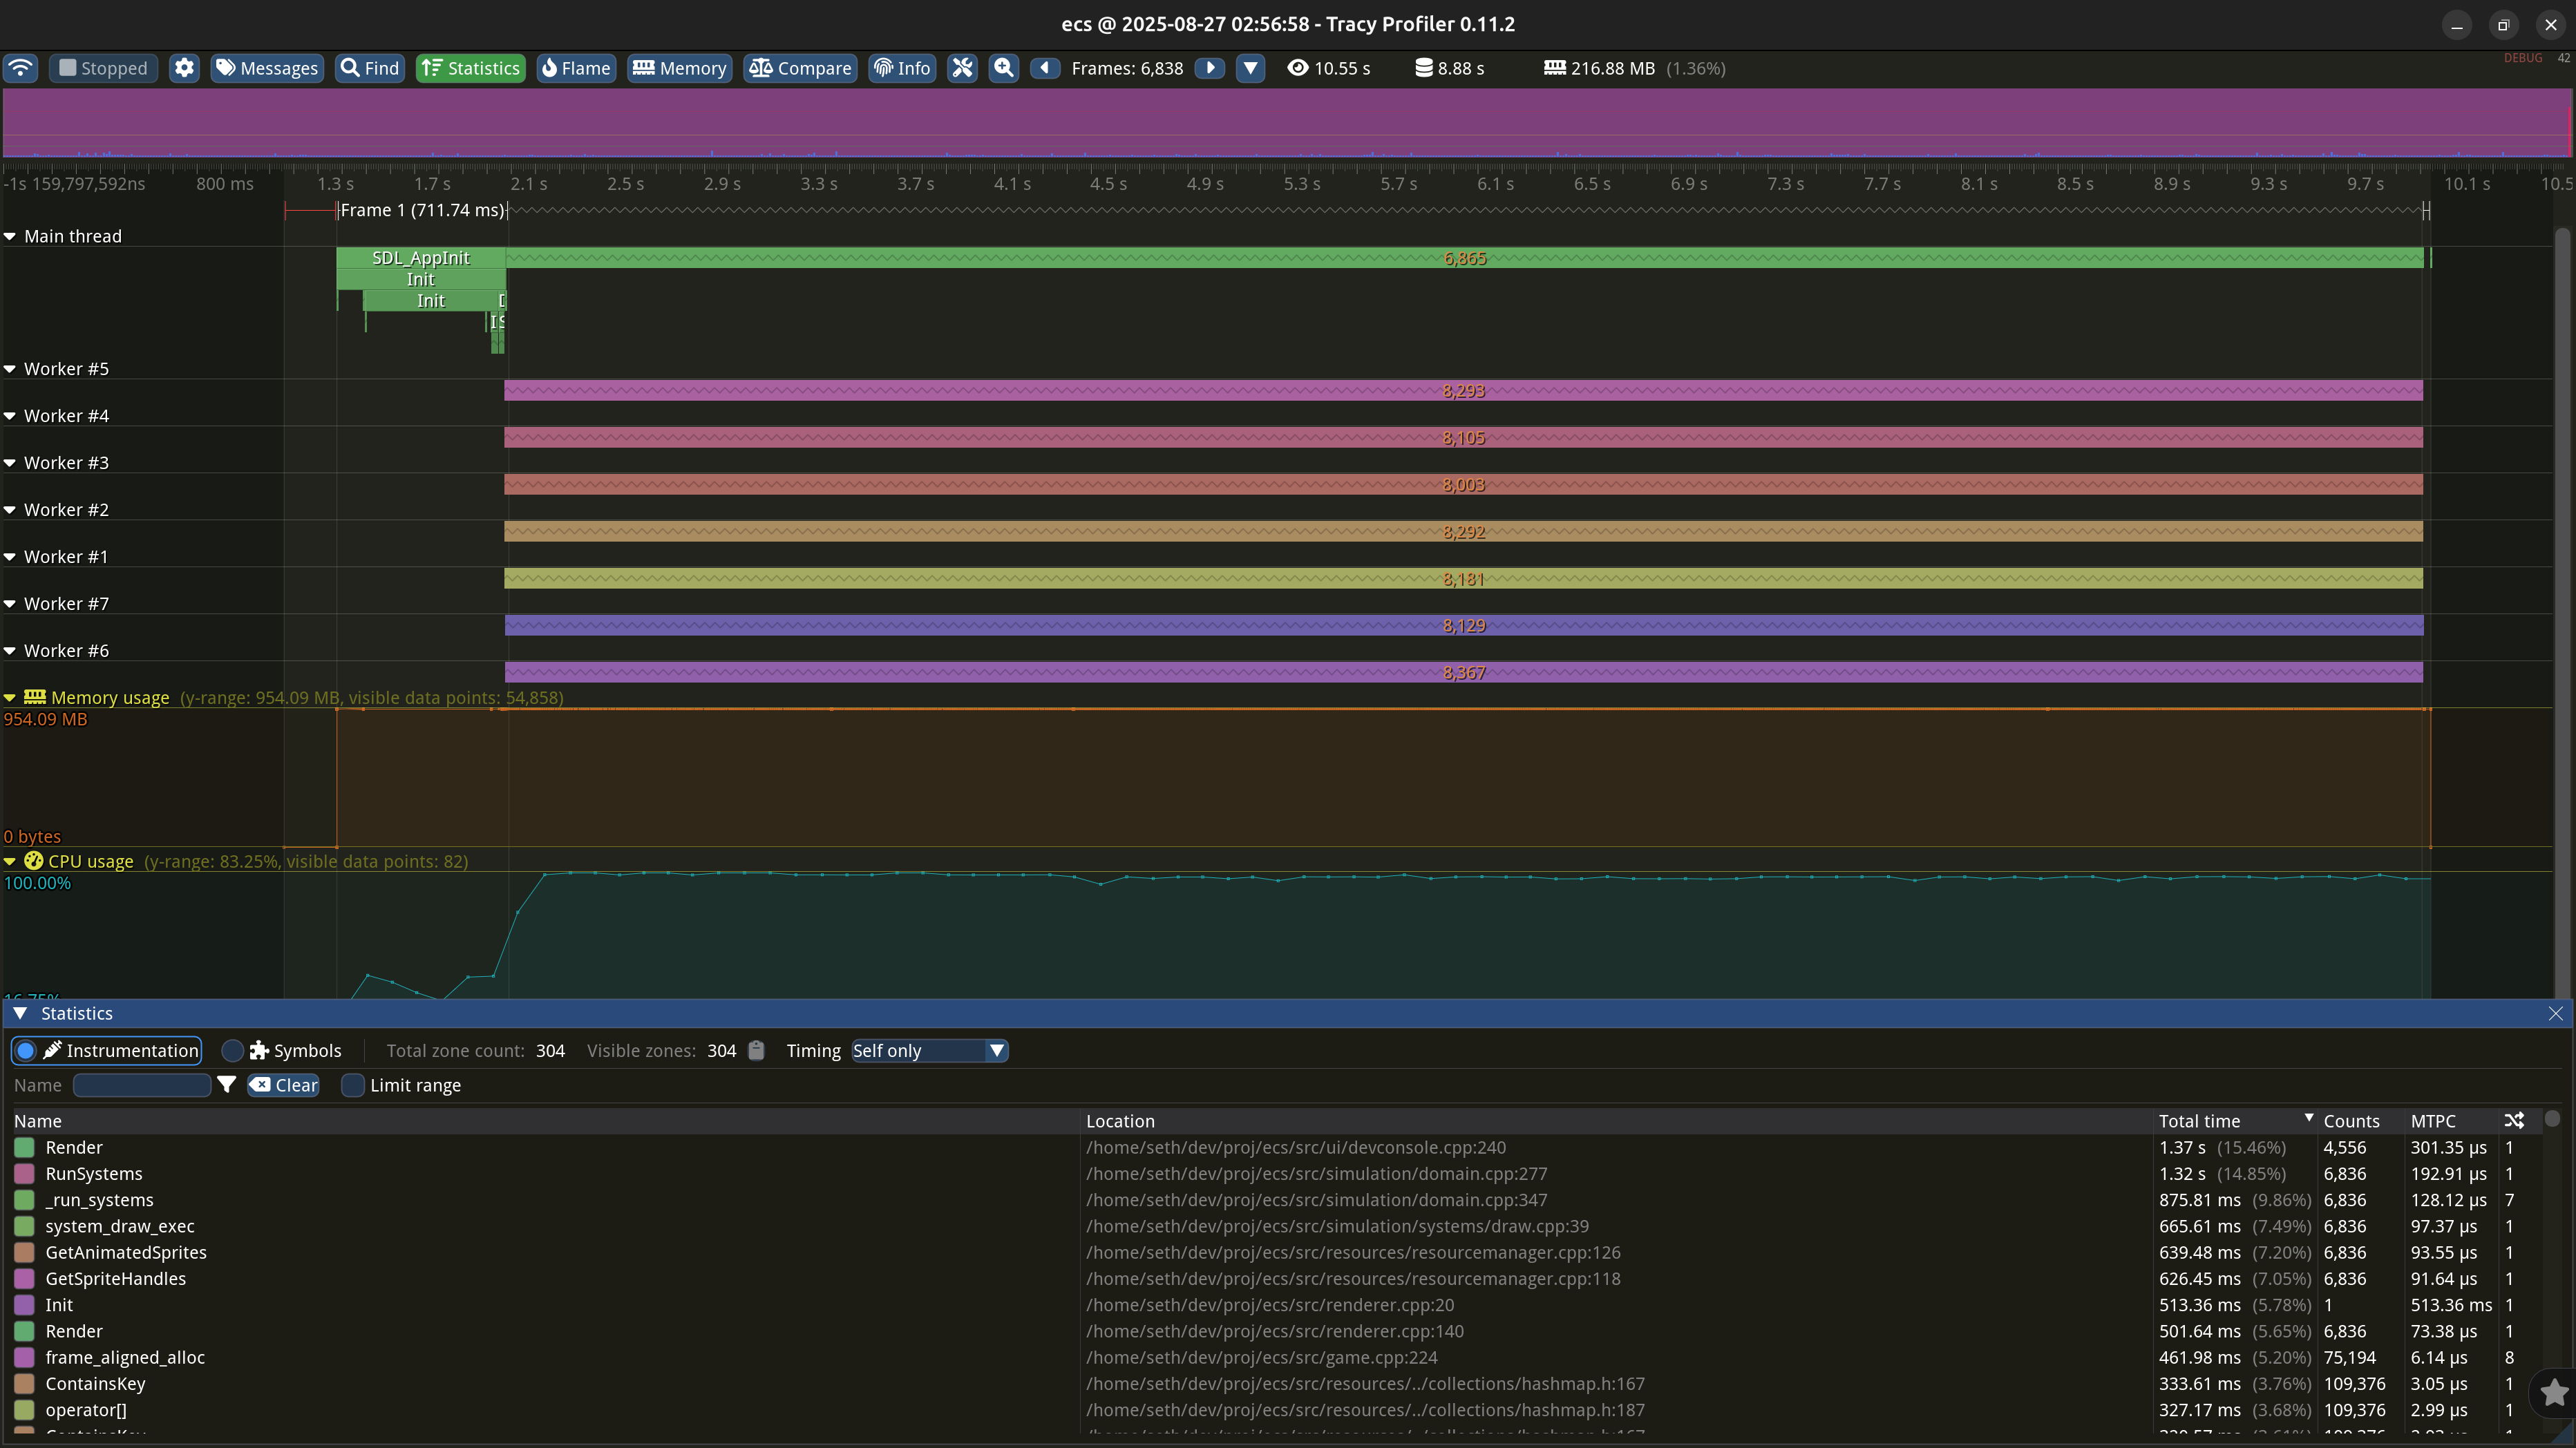 ecs @ 2025-08-27 02:56:58 - Tracy Profiler 0.11.2
Stopped Messages Find Statistics Flame Memory Compare Info Frames: 6,838 10.55 s 8.88 s 216.88 MB (1.36%) DEBUG 42
-1s 159,797,592ns 800 ms 1.3 s 1.7 s 2.1 s 2.5 s 2.9 s 3.3 s 3.7 s 4.1 s 4.5 s 4.9 s 5.3 s 5.7 s 6.1 s 6.5 s 6.9 s 7.3 s 7.7 s 8.1 s 8.5 s 8.9 s 9.3 s 9.7 s 10.1 s 10.5
Frame 1 (711.74 ms)
Main thread
SDL_AppInit 6,865
Init
Init
I S
Worker #5
8,293
Worker #4
8,105
Worker #3
8,003
Worker #2
8,292
Worker #1
8,181
Worker #7
8,129
Worker #6
8,367
Memory usage (y-range: 954.09 MB, visible data points: 54,858)
954.09 MB
0 bytes
CPU usage (y-range: 83.25%, visible data points: 82)
100.00%
16.75%
Statistics
Instrumentation Symbols Total zone count: 304 Visible zones: 304 Timing Self only
Name Clear Limit range
Name Location Total time Counts MTPC
Render /home/seth/dev/proj/ecs/src/ui/devconsole.cpp:240 1.37 s (15.46%) 4,556 301.35 µs 1
RunSystems /home/seth/dev/proj/ecs/src/simulation/domain.cpp:277 1.32 s (14.85%) 6,836 192.91 µs 1
_run_systems /home/seth/dev/proj/ecs/src/simulation/domain.cpp:347 875.81 ms (9.86%) 6,836 128.12 µs 7
system_draw_exec /home/seth/dev/proj/ecs/src/simulation/systems/draw.cpp:39 665.61 ms (7.49%) 6,836 97.37 µs 1
GetAnimatedSprites /home/seth/dev/proj/ecs/src/resources/resourcemanager.cpp:126 639.48 ms (7.20%) 6,836 93.55 µs 1
GetSpriteHandles /home/seth/dev/proj/ecs/src/resources/resourcemanager.cpp:118 626.45 ms (7.05%) 6,836 91.64 µs 1
Init /home/seth/dev/proj/ecs/src/renderer.cpp:20 513.36 ms (5.78%) 1 513.36 ms 1
Render /home/seth/dev/proj/ecs/src/renderer.cpp:140 501.64 ms (5.65%) 6,836 73.38 µs 1
frame_aligned_alloc /home/seth/dev/proj/ecs/src/game.cpp:224 461.98 ms (5.20%) 75,194 6.14 µs 8
ContainsKey /home/seth/dev/proj/ecs/src/resources/../collections/hashmap.h:167 333.61 ms (3.76%) 109,376 3.05 µs 1
operator[] /home/seth/dev/proj/ecs/src/resources/../collections/hashmap.h:187 327.17 ms (3.68%) 109,376 2.99 µs 1